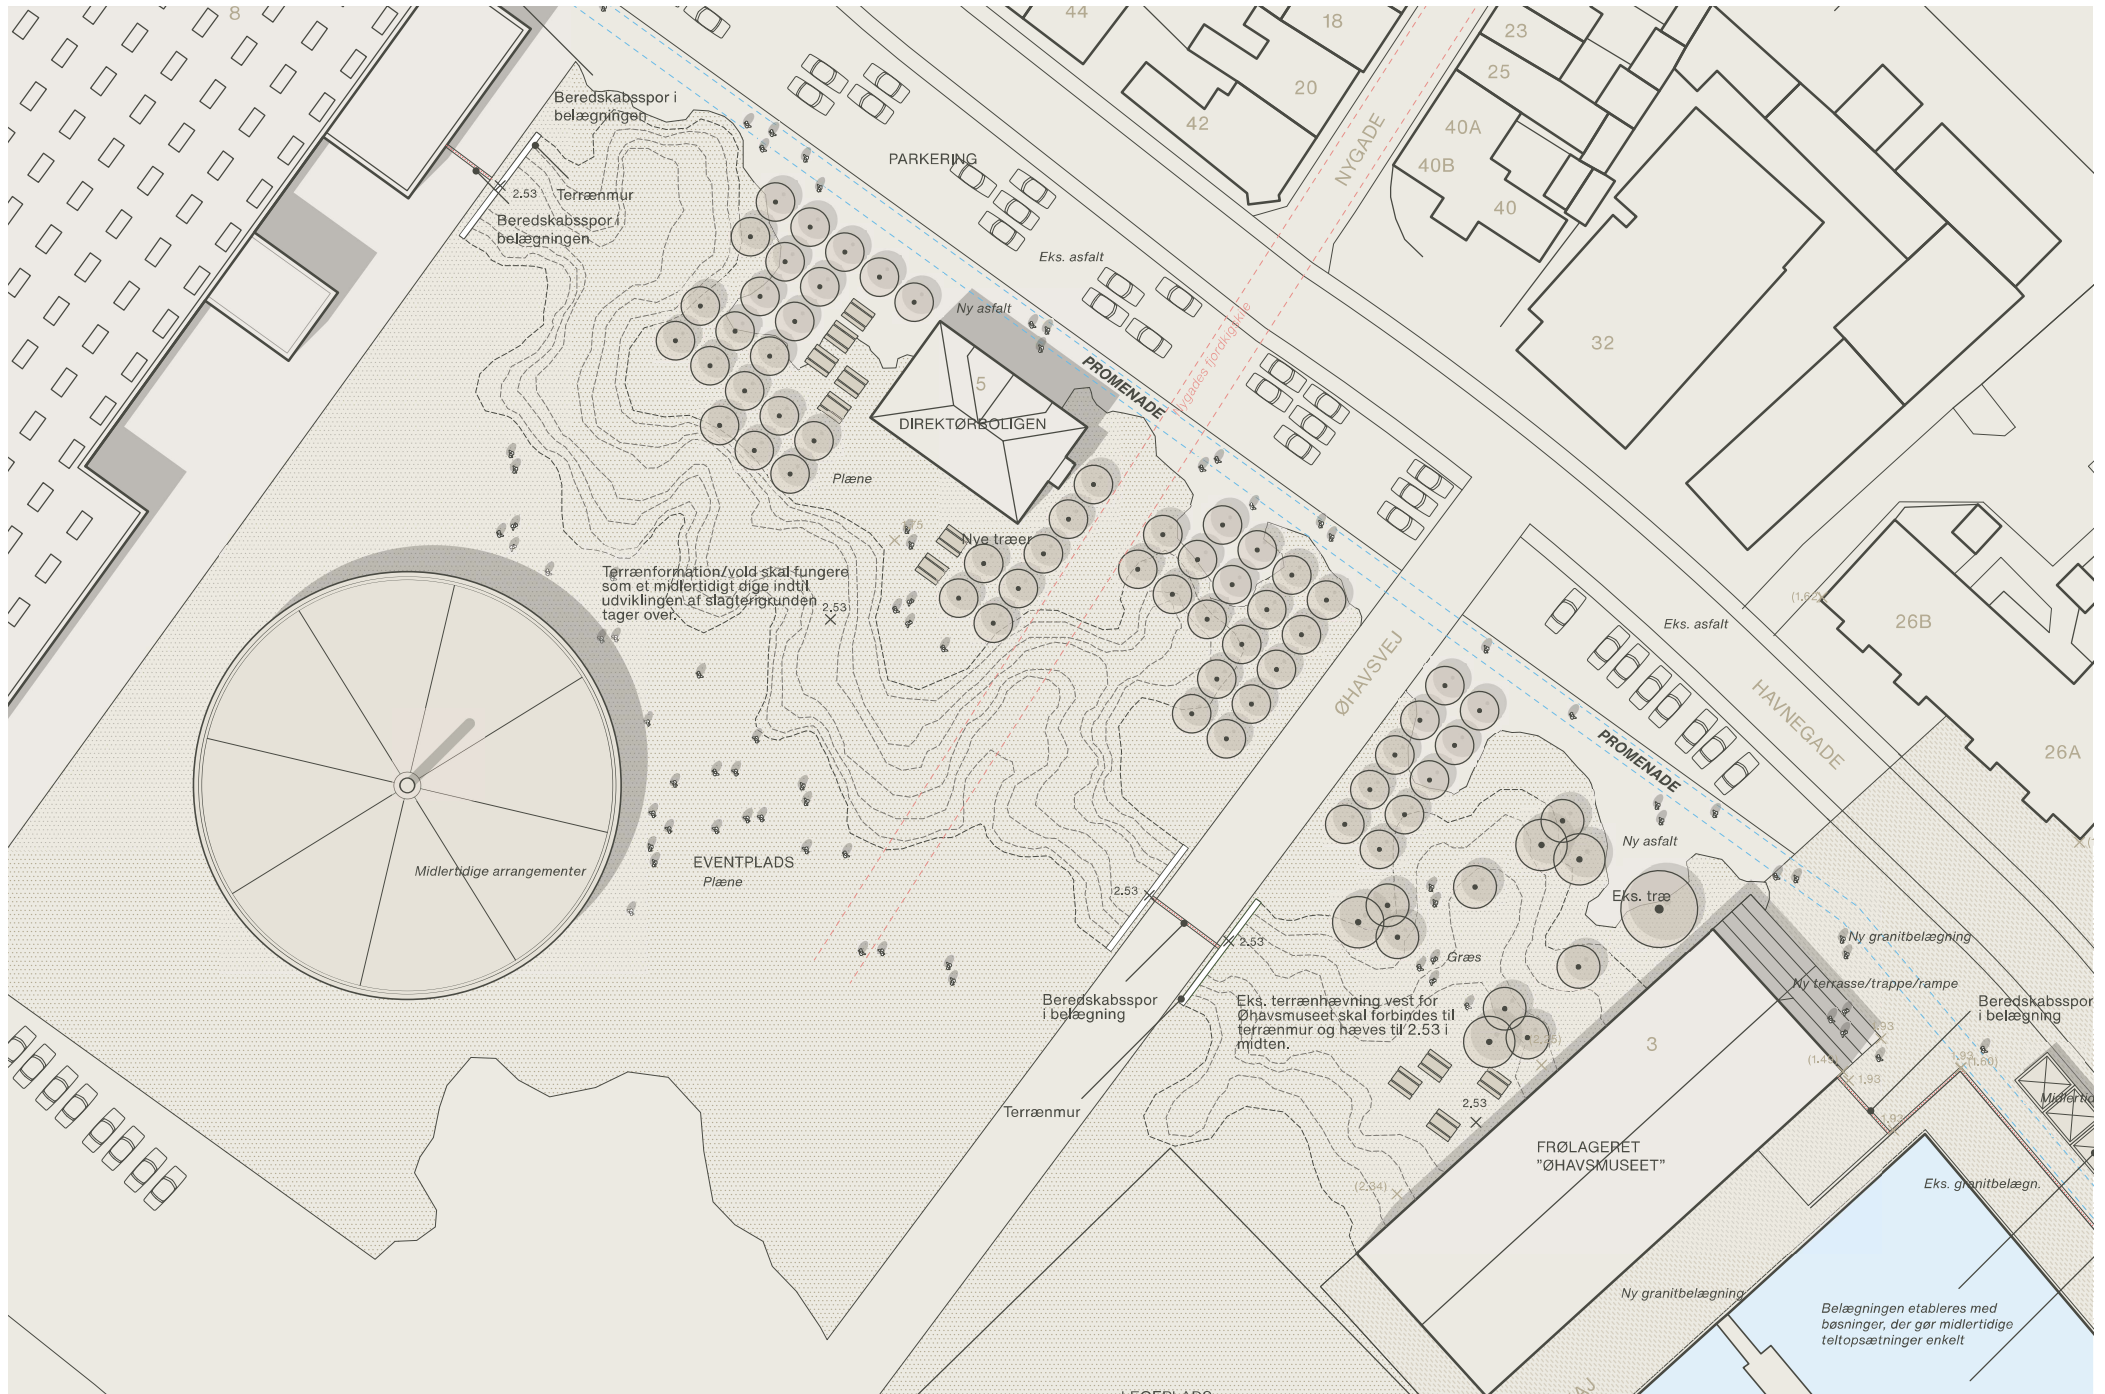 8
44
18
23
20
25
42
Beredskabsspor i
belægningen
PARKERING
NYGADE
40A
40B
40
2.53
Terrænmur
Beredskabsspor i
belægningen
Eks. asfalt
Ny asfalt
Nygades fjordkig
32
5
DIREKTØRBOLIGEN
PROMENADE
Plæne
Nye træer
Terrænformation/vold skal fungere
som et midlertidigt dige indtil
udviklingen af slagterigrunden
tager over.
2.53
(1.62)
26B
Eks. asfalt
ØHAVSVEJ
HAVNEGADE
26A
PROMENADE
Ny asfalt
Midlertidige arrangementer
EVENTPLADS
Plæne
2.53
Eks. træ
2.53
Ny granitbelægning
Græs
Ny terrasse/trappe/rampe
Beredskabsspor
i belægning
Beredskabsspor
i belægning
Eks. terrænhævning vest for
Øhavsmuseet skal forbindes til
terrænmur og hæves til 2.53 i
midten.
3
1.93
Terrænmur
2.53
1.93
FRØLAGERET
"ØHAVSMUSEET"
(2.34)
Eks. granitbelægn.
Ny granitbelægning
Belægningen etableres med
bøsninger, der gør midlertidige
teltopsætninger enkelt